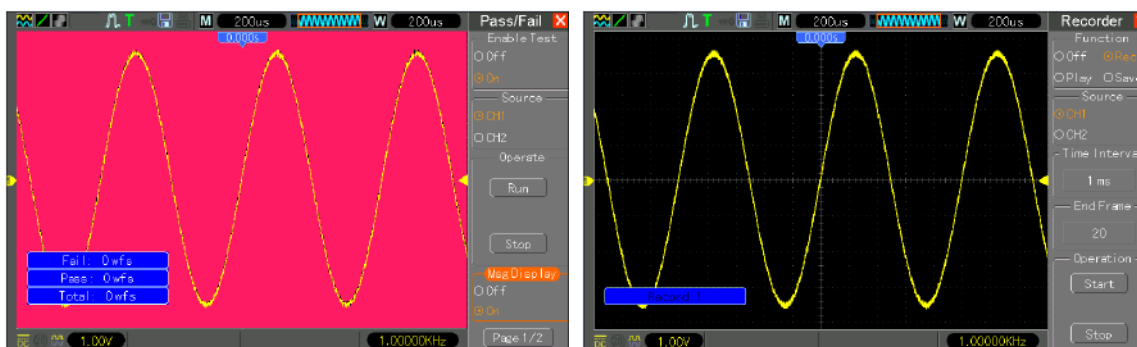 M 200us W 200us Pass/Fail X
0.000s
Enable Test
Off
On
Source
CH1
CH2
Operate
Run
Stop
Fail: 0wfs
Pass: 0wfs
Total: 0wfs
Msg Display
Off
On
DC 1.00V 1.00000KHz Page 1/2
M 200us W 200us Recorder
0.000s
Function
Off Rec
Play Save
Source
CH1
CH2
Time Interva
1 ms
End Frame
20
Operation
Record 1
Start
Stop
DC 1.00V 1.00000KHz